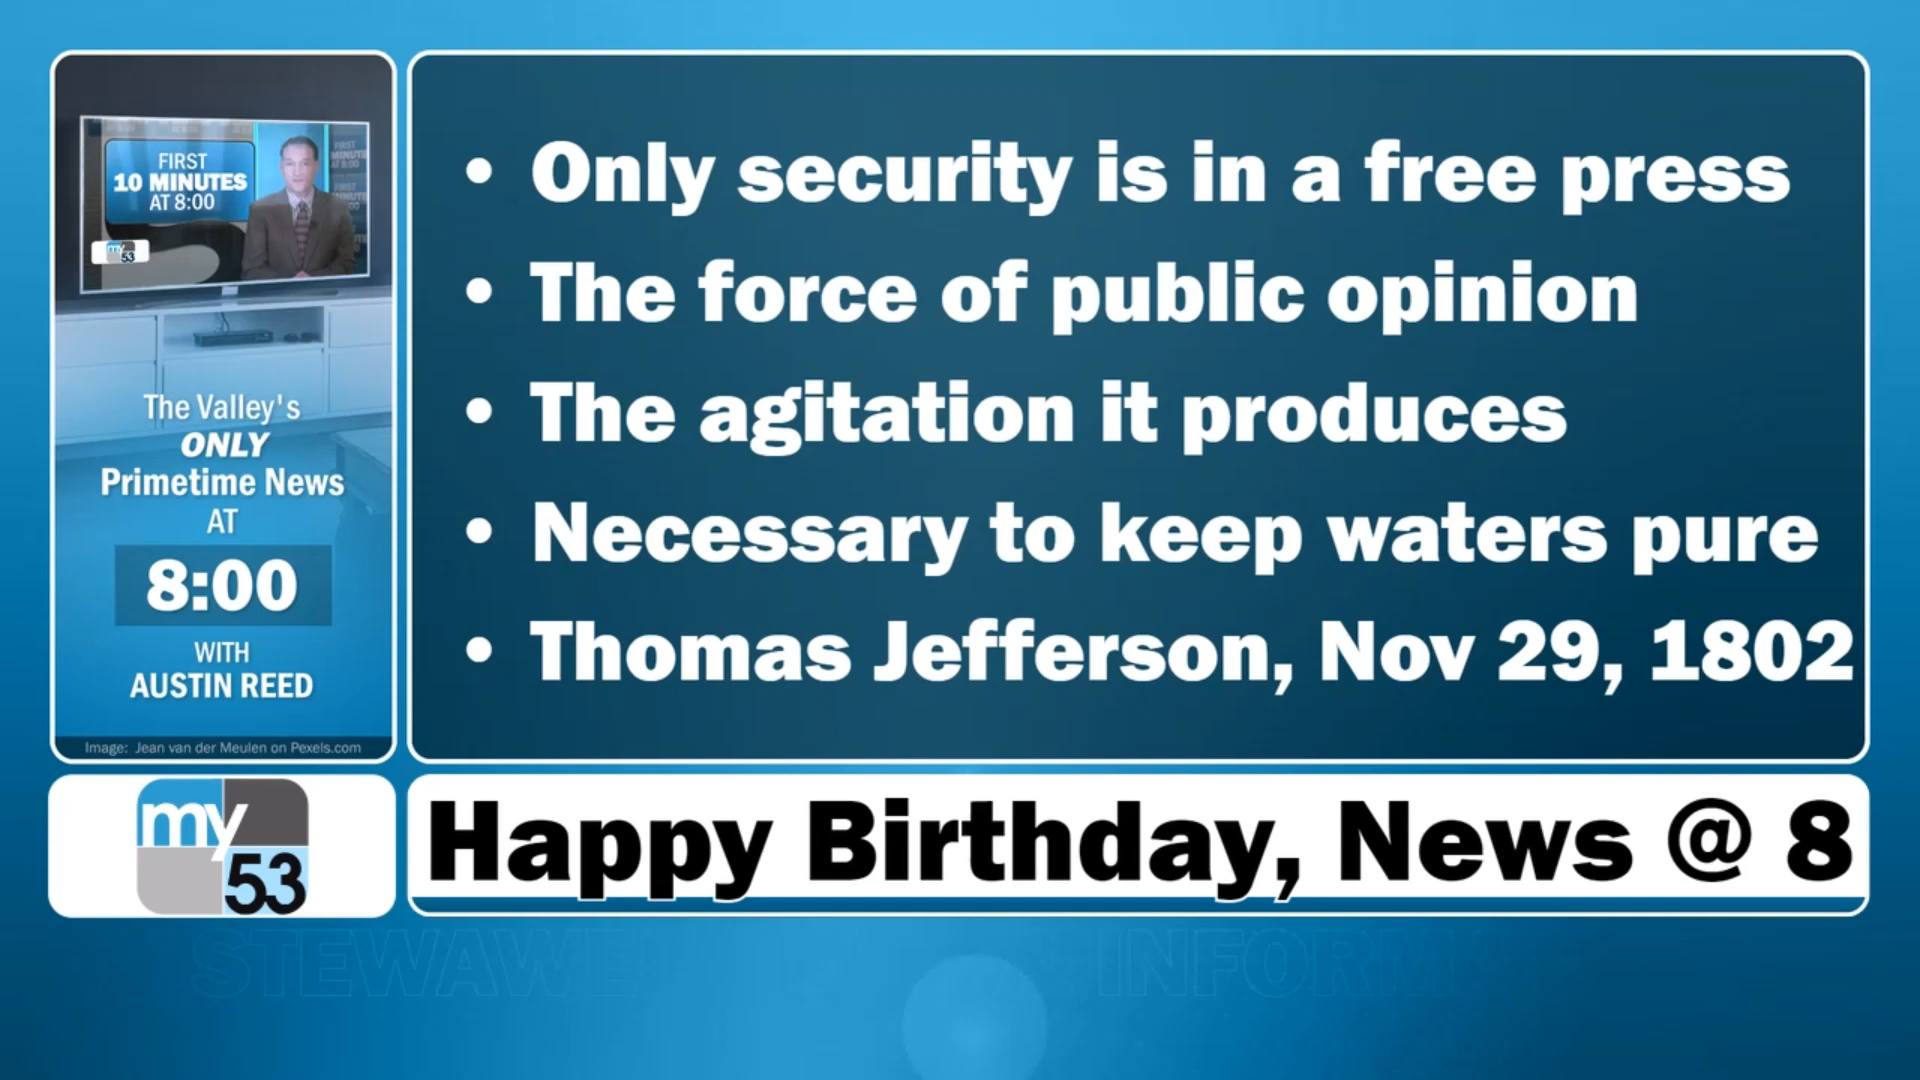 FIRST
10 MINUTES
AT 8:00
my
53
The Valley's
ONLY
Primetime News
AT
8:00
WITH
AUSTIN REED
Image: Jean van der Meulen on Pexels.com
• Only security is in a free press
• The force of public opinion
• The agitation it produces
• Necessary to keep waters pure
• Thomas Jefferson, Nov 29, 1802
my
53
Happy Birthday, News @ 8